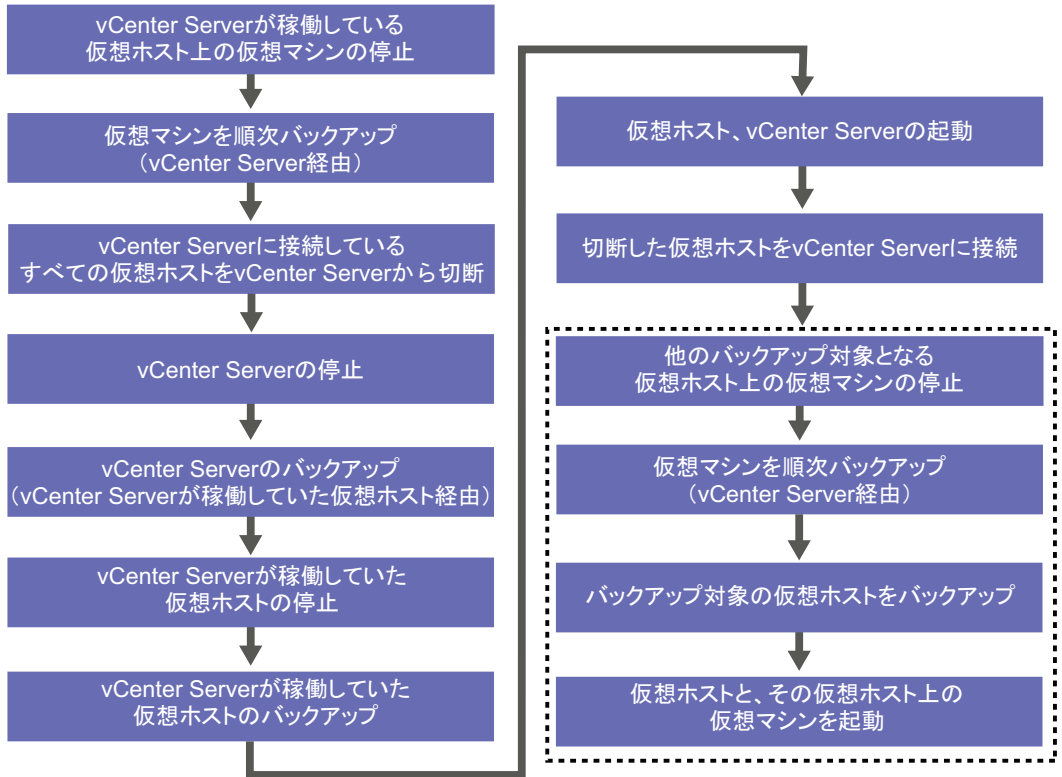 vCenter Serverが稼働している
仮想ホスト上の仮想マシンの停止
仮想マシンを順次バックアップ
（vCenter Server経由）
vCenter Serverに接続している
すべての仮想ホストをvCenter Serverから切断
vCenter Serverの停止
vCenter Serverのバックアップ
（vCenter Serverが稼働していた仮想ホスト経由）
vCenter Serverが稼働していた
仮想ホストの停止
vCenter Serverが稼働していた
仮想ホストのバックアップ
仮想ホスト、vCenter Serverの起動
切断した仮想ホストをvCenter Serverに接続
他のバックアップ対象となる
仮想ホスト上の仮想マシンの停止
仮想マシンを順次バックアップ
（vCenter Server経由）
バックアップ対象の仮想ホストをバックアップ
仮想ホストと、その仮想ホスト上の
仮想マシンを起動